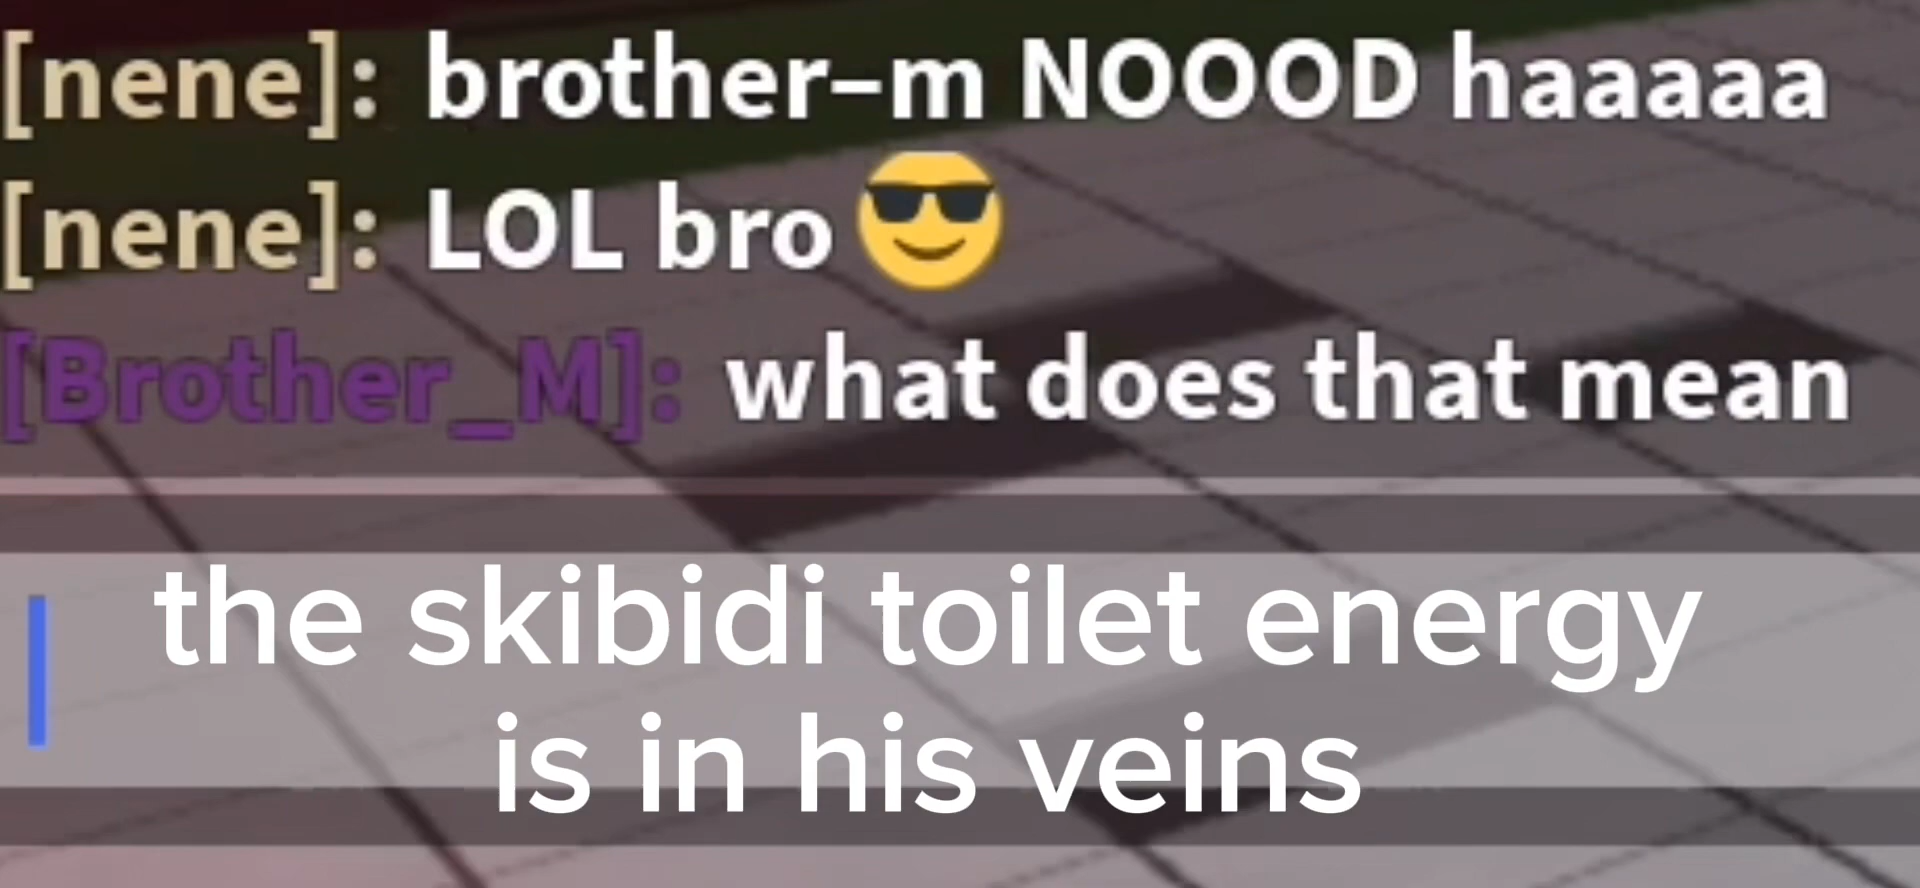 [nene]: brother-m NOOOD haaaaa
[nene]: LOL bro 😎
[Brother_M]: what does that mean
the skibidi toilet energy
is in his veins